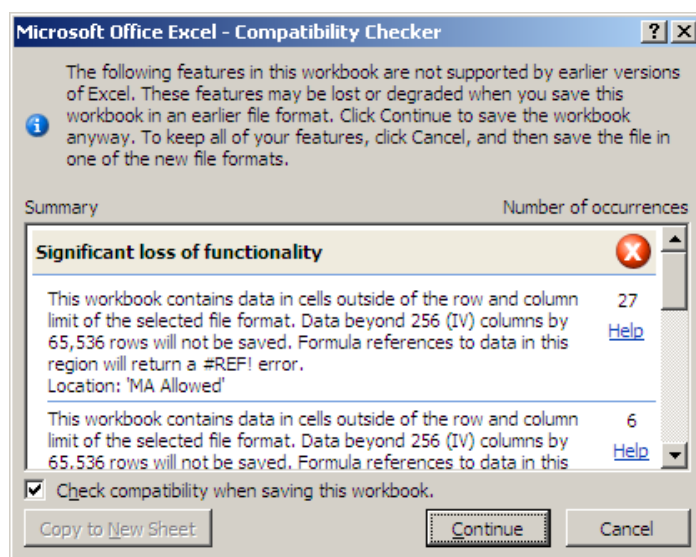 Microsoft Office Excel - Compatibility Checker
The following features in this workbook are not supported by earlier versions
of Excel. These features may be lost or degraded when you save this
workbook in an earlier file format. Click Continue to save the workbook
anyway. To keep all of your features, click Cancel, and then save the file in
one of the new file formats.
Summary Number of occurrences
Significant loss of functionality
This workbook contains data in cells outside of the row and column 27
limit of the selected file format. Data beyond 256 (IV) columns by Help
65,536 rows will not be saved. Formula references to data in this
region will return a #REF! error.
Location: 'MA Allowed'
This workbook contains data in cells outside of the row and column 6
limit of the selected file format. Data beyond 256 (IV) columns by Help
65,536 rows will not be saved. Formula references to data in this
Check compatibility when saving this workbook.
Copy to New Sheet Continue Cancel